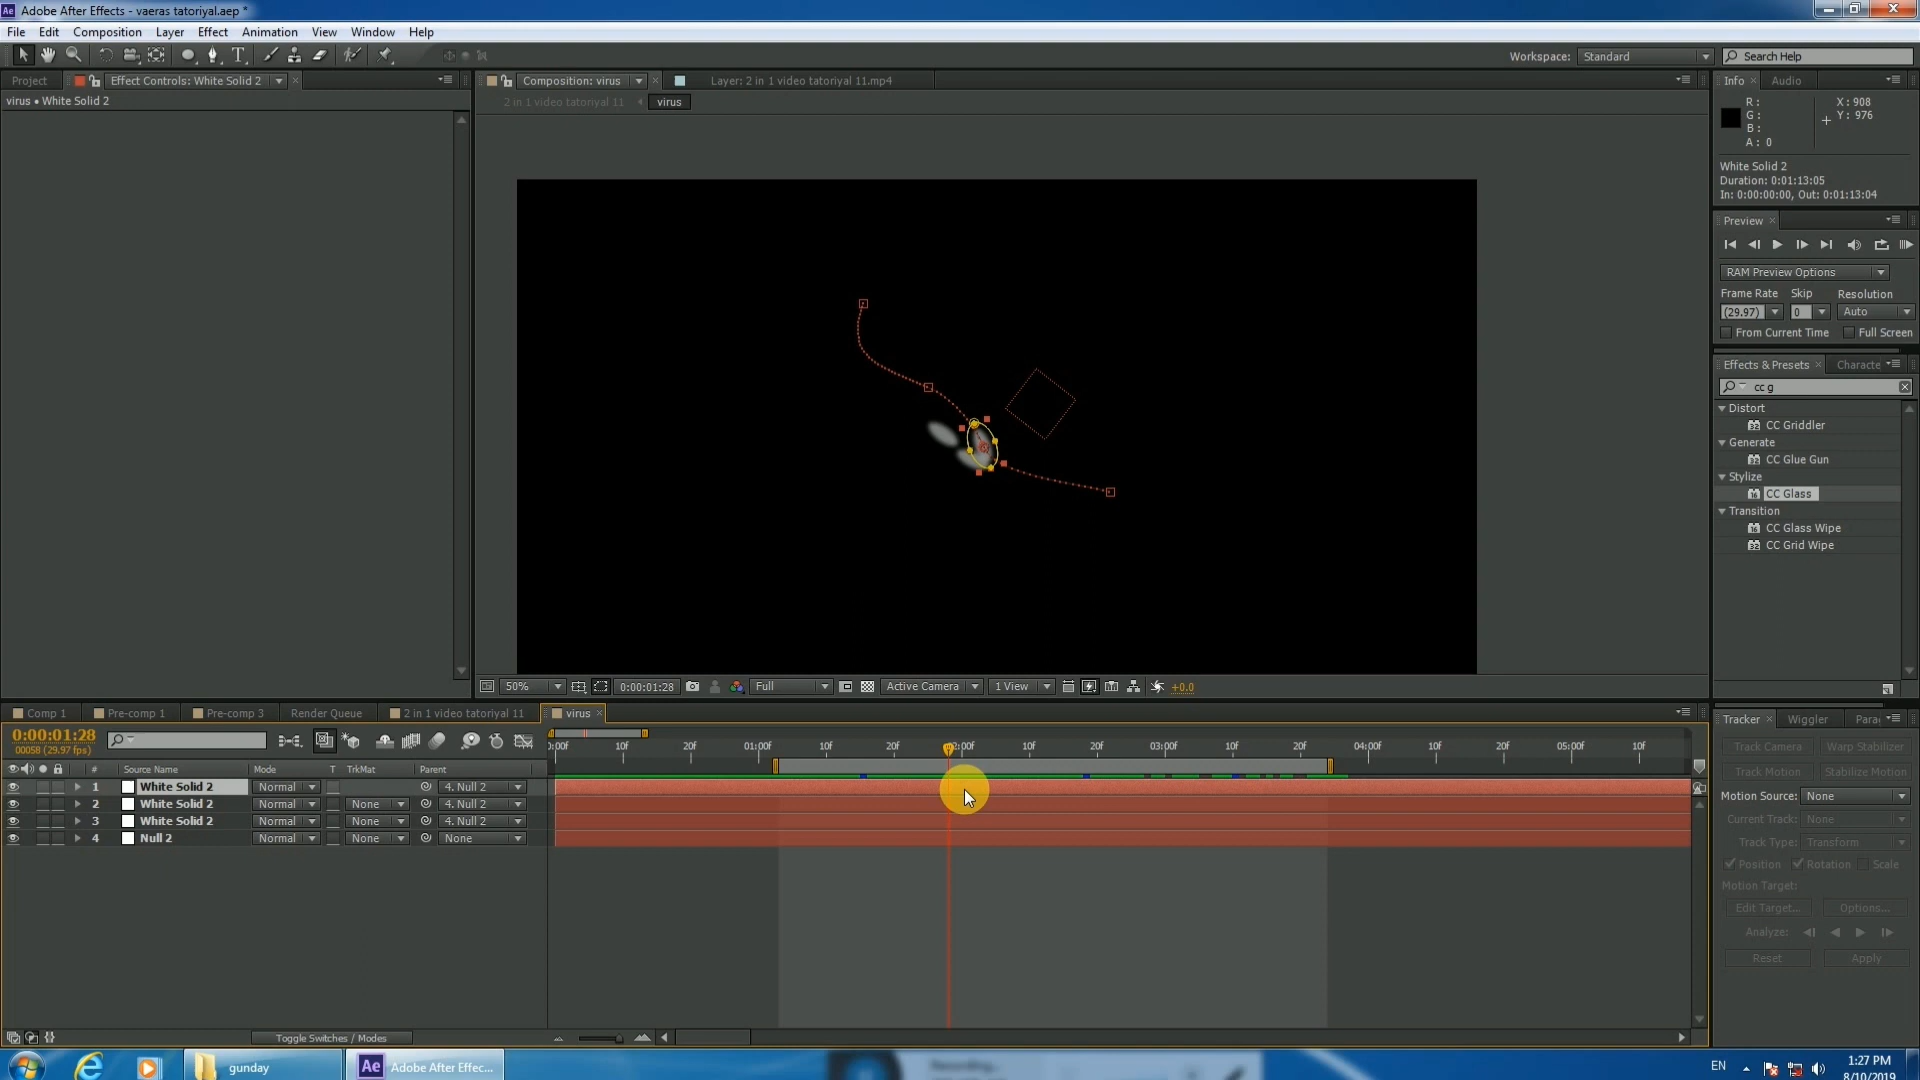 Adobe After Effects - vaeras tatoriyal.aep *
File Edit Composition Layer Effect Animation View Window Help
Workspace: Standard Search Help
Project Effect Controls: White Solid 2
Composition: virus Layer: 2 in 1 video tatoriyal 11.mp4
Info Audio
virus • White Solid 2
2 in 1 video tatoriyal 11 virus
R:
G:
B:
A: 0
X: 908
Y: 976
White Solid 2
Duration: 0:01:13:05
In: 0:00:00:00, Out: 0:01:13:04
Preview
RAM Preview Options
Frame Rate Skip Resolution
(29.97) 0 Auto
From Current Time Full Screen
Effects & Presets Characte
cc g
Distort
CC Griddler
Generate
CC Glue Gun
Stylize
CC Glass
Transition
CC Glass Wipe
CC Grid Wipe
50% 0:00:01:28 Full Active Camera 1 View +0.0
Comp 1 Pre-comp 1 Pre-comp 3 Render Queue 2 in 1 video tatoriyal 11 virus
0:00:01:28
00058 (29.97 fps)
10f 20f 01:00f 10f 20f 10f 20f 03:00f 10f 20f 04:00f 10f 20f 05:00f 10f
# Source Name Mode T TrkMat Parent
1 White Solid 2 Normal 4. Null 2
2 White Solid 2 Normal None 4. Null 2
3 White Solid 2 Normal None 4. Null 2
4 Null 2 Normal None None
Toggle Switches / Modes
Tracker Wiggler Para
Track Camera Warp Stabilizer
Track Motion Stabilize Motion
Motion Source: None
Current Track: None
Track Type: Transform
Position Rotation Scale
Motion Target:
Edit Target... Options...
Analyze:
Reset Apply
gunday
Ae Adobe After Effec...
Recording...
EN
1:27 PM
8/10/2019